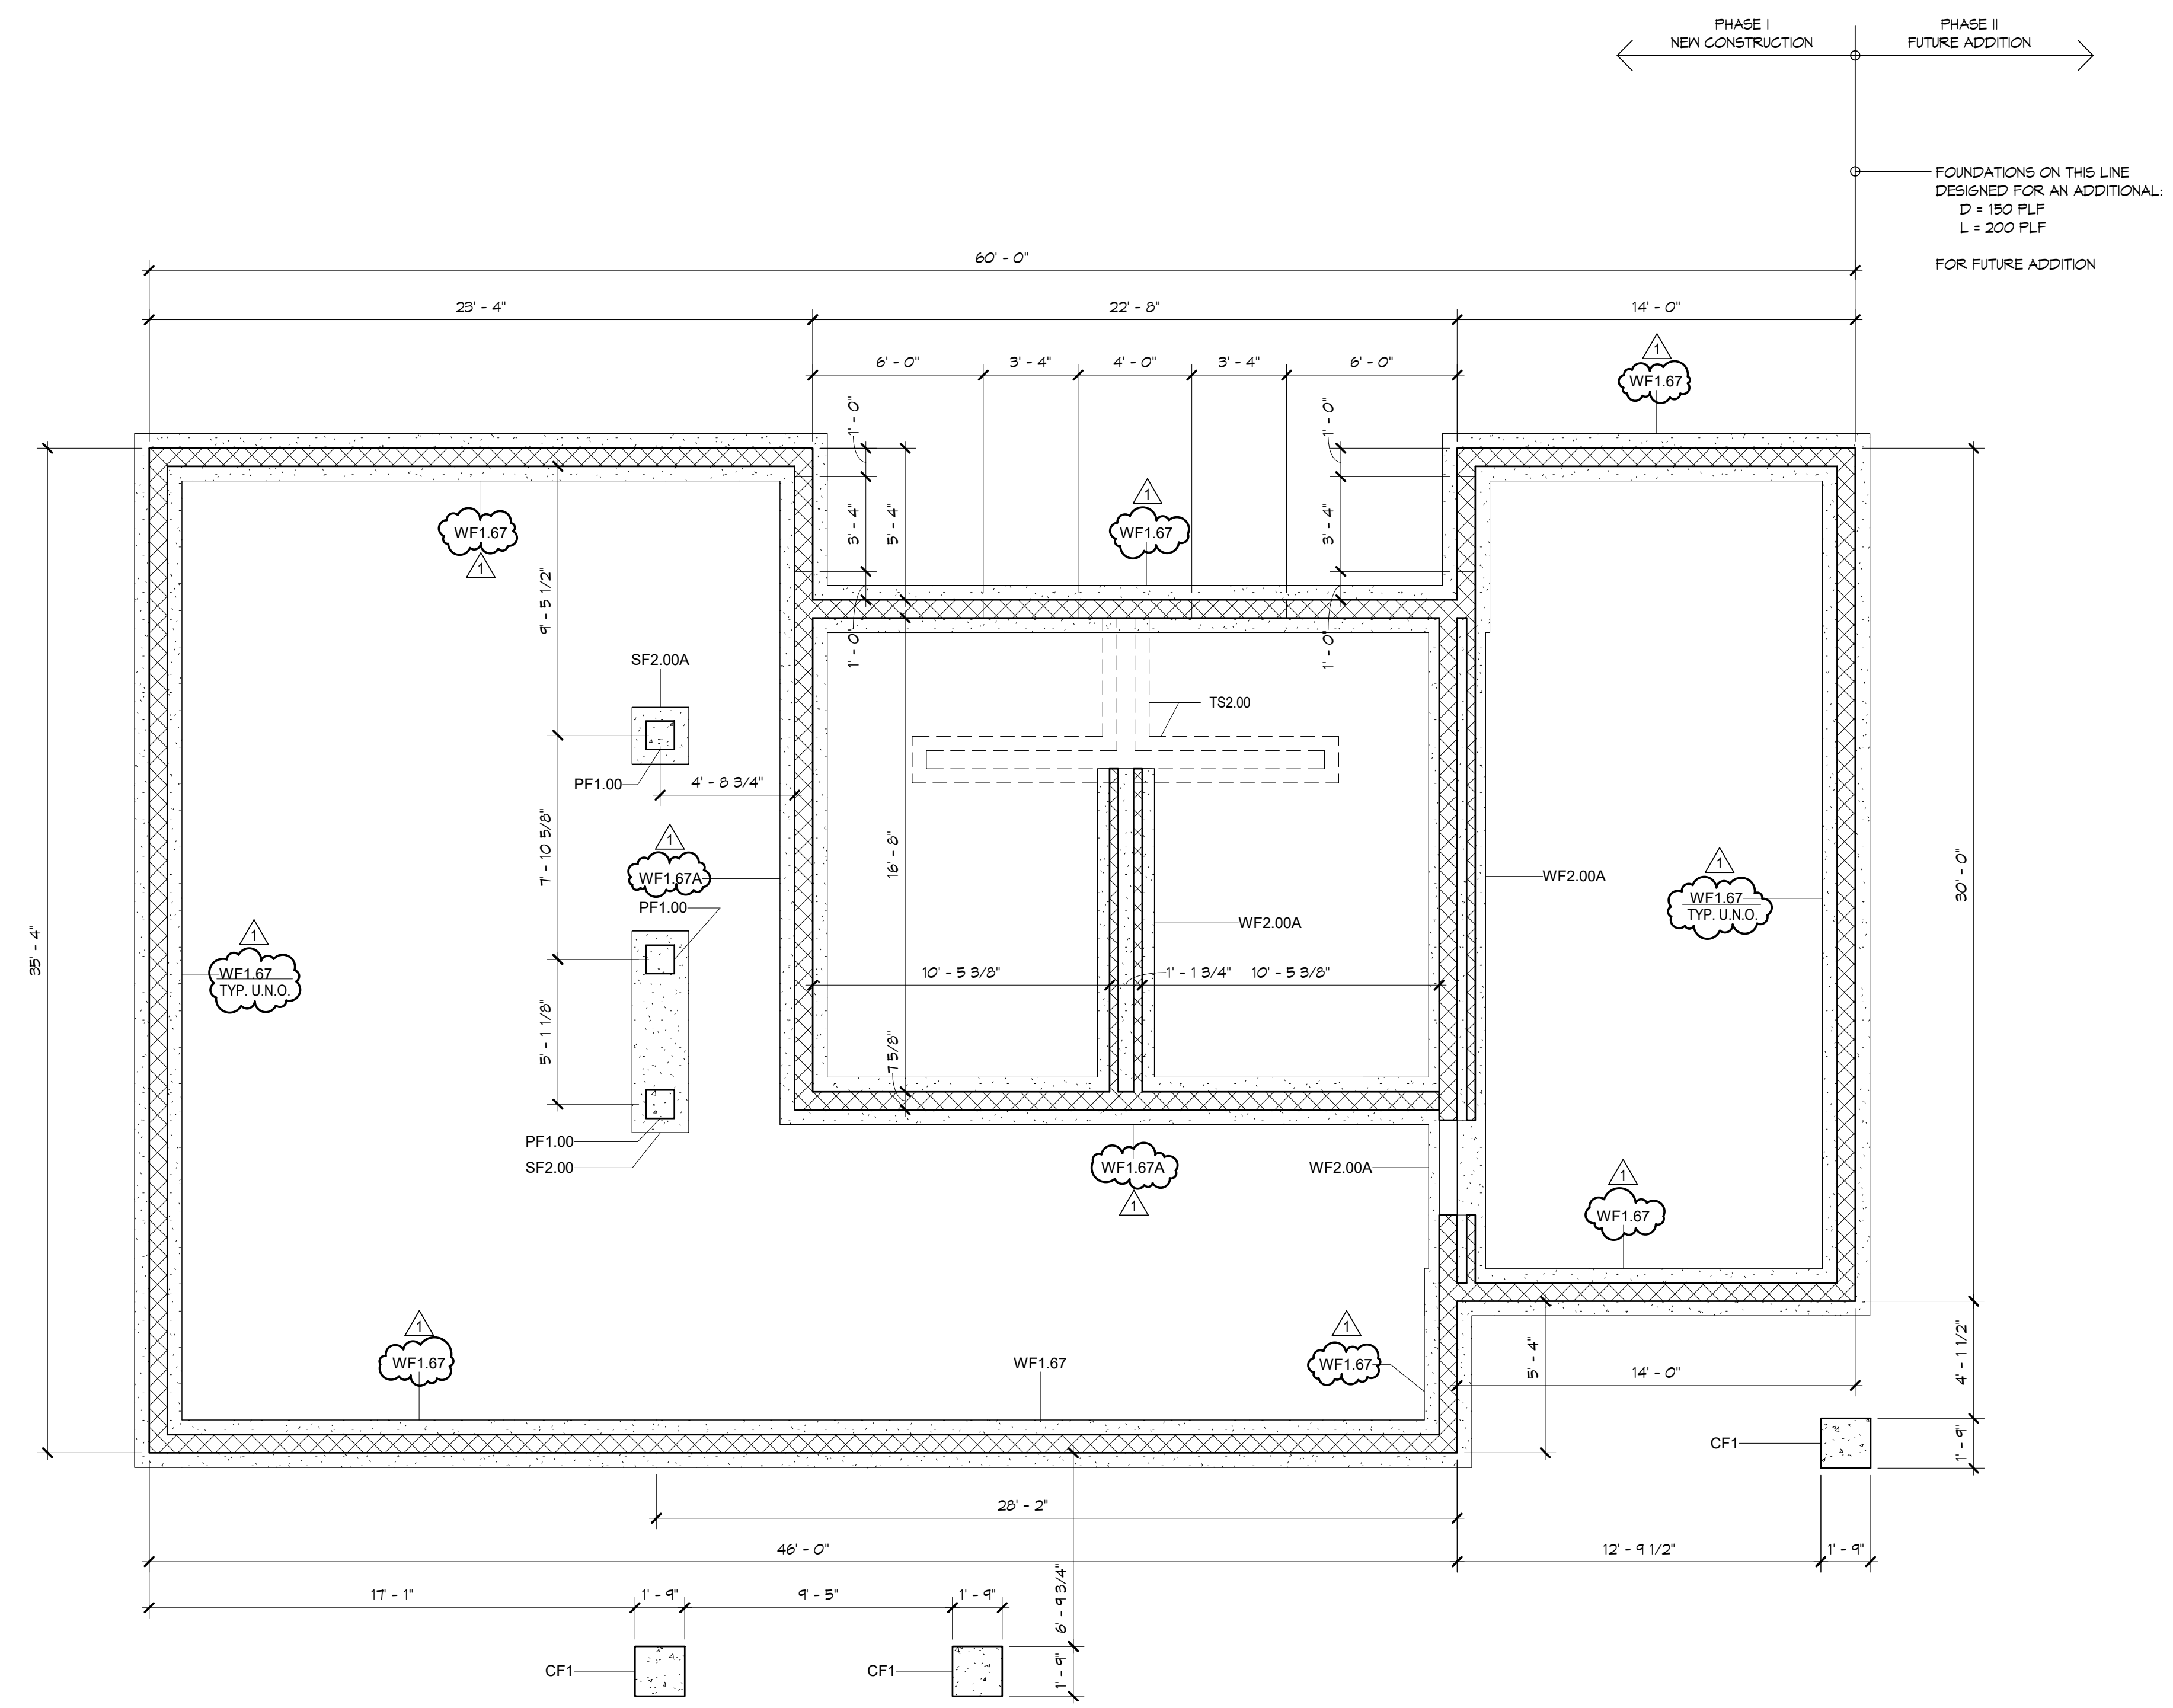 PHASE I
NEW CONSTRUCTION
PHASE II
FUTURE ADDITION
FOUNDATIONS ON THIS LINE
DESIGNED FOR AN ADDITIONAL:
D = 150 PLF
L = 200 PLF
FOR FUTURE ADDITION
60' - 0"
23' - 4"
22' - 8"
14' - 0"
6' - 0"
3' - 4"
4' - 0"
3' - 4"
6' - 0"
1
WF1.67
1' - 0"
1' - 0"
1
WF1.67
WF1.67
1
3' - 4"
5' - 4"
3' - 4"
9' - 5 1/2"
1' - 0"
1' - 0"
SF2.00A
TS2.00
PF1.00
4' - 8 3/4"
1
WF1.67A
PF1.00
7' - 10 5/8"
16' - 8"
WF2.00A
WF2.00A
1
WF1.67
TYP. U.N.O.
30' - 0"
35' - 4"
1
WF1.67
TYP. U.N.O.
10' - 5 3/8"
1' - 1 3/4"
10' - 5 3/8"
5' - 1 1/8"
7 5/8"
PF1.00
SF2.00
WF1.67A
1
WF2.00A
1
WF1.67
1
WF1.67
WF1.67
1
WF1.67
5' - 4"
14' - 0"
4' - 1 1/2"
CF1
1' - 9"
28' - 2"
46' - 0"
12' - 9 1/2"
1' - 9"
17' - 1"
1' - 9"
9' - 5"
1' - 9"
6' - 9 3/4"
CF1
CF1
1' - 9"